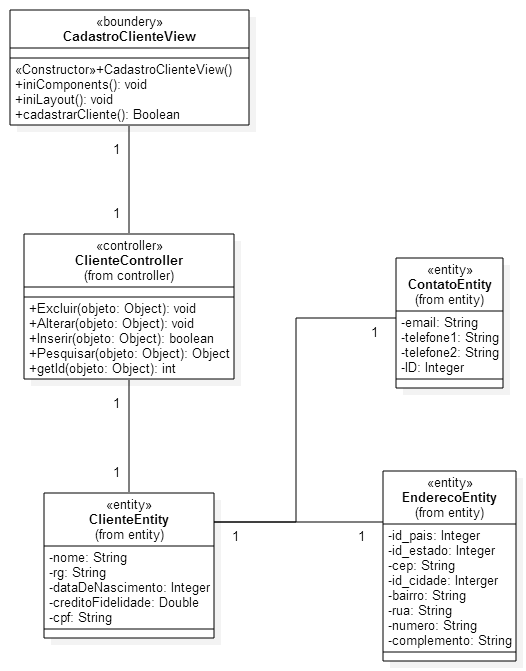 «boundery»
CadastroClienteView
«Constructor»+CadastroClienteView()
+iniComponents(): void
+iniLayout(): void
+cadastrarCliente(): Boolean
1
1
«controller»
ClienteController
(from controller)
+Excluir(objeto: Object): void
+Alterar(objeto: Object): void
+Inserir(objeto: Object): boolean
+Pesquisar(objeto: Object): Object
+getId(objeto: Object): int
1
1
«entity»
ContatoEntity
(from entity)
-email: String
-telefone1: String
-telefone2: String
-ID: Integer
1
«entity»
ClienteEntity
(from entity)
-nome: String
-rg: String
-dataDeNascimento: Integer
-creditoFidelidade: Double
-cpf: String
1
1
«entity»
EnderecoEntity
(from entity)
-id_pais: Integer
-id_estado: Integer
-cep: String
-id_cidade: Interger
-bairro: String
-rua: String
-numero: String
-complemento: String